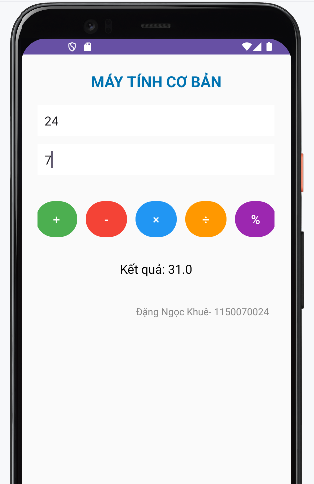 MÁY TÍNH CƠ BẢN
24
7
+ - × ÷ %
Kết quả: 31.0
Đặng Ngọc Khuê- 1150070024